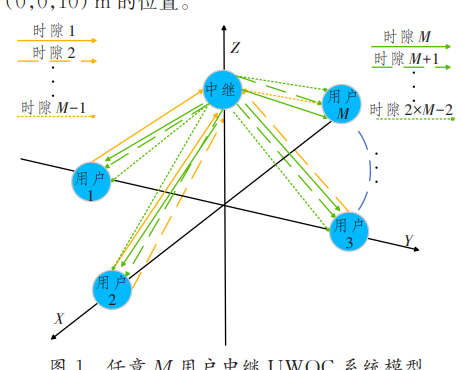 (0,0,10) m 的位置。
时隙 1
时隙 2
时隙 M-1
Z
时隙 M
时隙 M+1
时隙 2×M-2
中继
用户
M
用户
1
用户
3
用户
2
Y
X
图 1 任意 M 用户中继 UWOC 系统模型